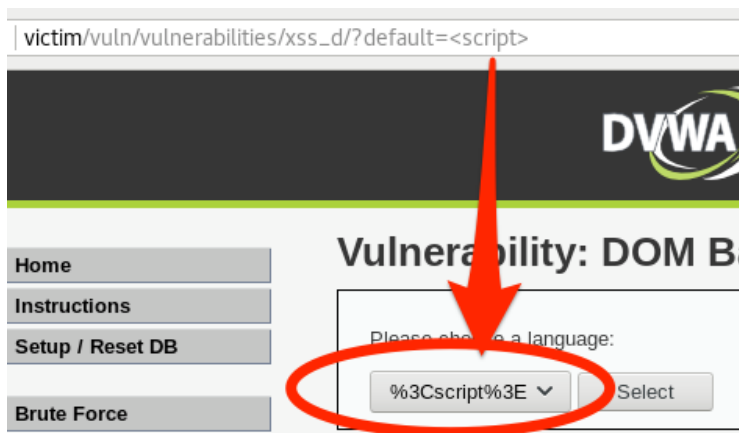 victim/vuln/vulnerabilities/xss_d/?default=<script>
DVWA
Home
Instructions
Setup / Reset DB
Brute Force
Vulnerability: DOM B
Please choose a language:
%3Cscript%3E
Select